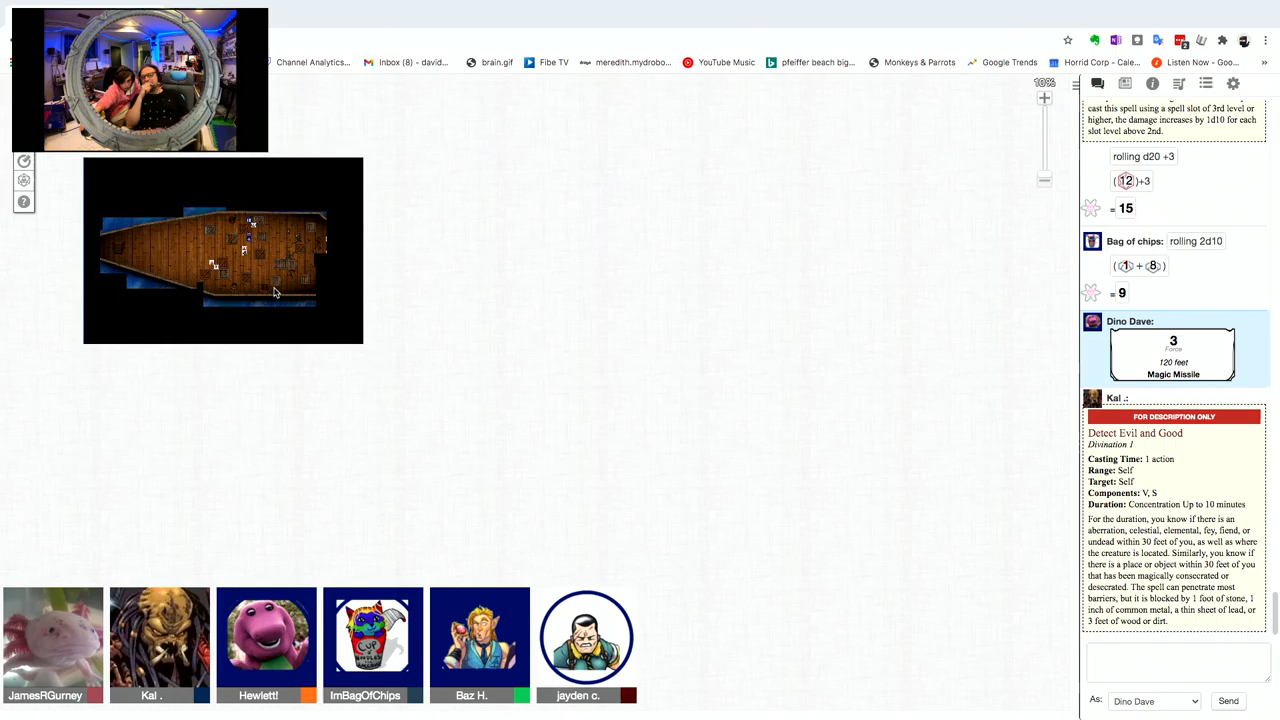 Channel Analytics...
Inbox (8) - david...
brain.gif
Fibe TV
meredith.mydrobo...
YouTube Music
pfeiffer beach big...
Monkeys & Parrots
Google Trends
Horrid Corp - Cale...
Listen Now - Goo...
10%
cast this spell using a spell slot of 3rd level or
higher, the damage increases by 1d10 for each
slot level above 2nd.
rolling d20 +3
(12)+3
= 15
Bag of chips: rolling 2d10
(1 + 8)
= 9
Dino Dave:
3
Force
120 feet
Magic Missile
Kal .:
FOR DESCRIPTION ONLY
Detect Evil and Good
Divination 1
Casting Time: 1 action
Range: Self
Target: Self
Components: V, S
Duration: Concentration Up to 10 minutes
For the duration, you know if there is an
aberration, celestial, elemental, fey, fiend, or
undead within 30 feet of you, as well as where
the creature is located. Similarly, you know if
there is a place or object within 30 feet of you
that has been magically consecrated or
desecrated. The spell can penetrate most
barriers, but it is blocked by 1 foot of stone, 1
inch of common metal, a thin sheet of lead, or
3 feet of wood or dirt.
JamesRGurney
Kal .
Hewlett!
ImBagOfChips
Baz H.
jayden c.
As: Dino Dave Send